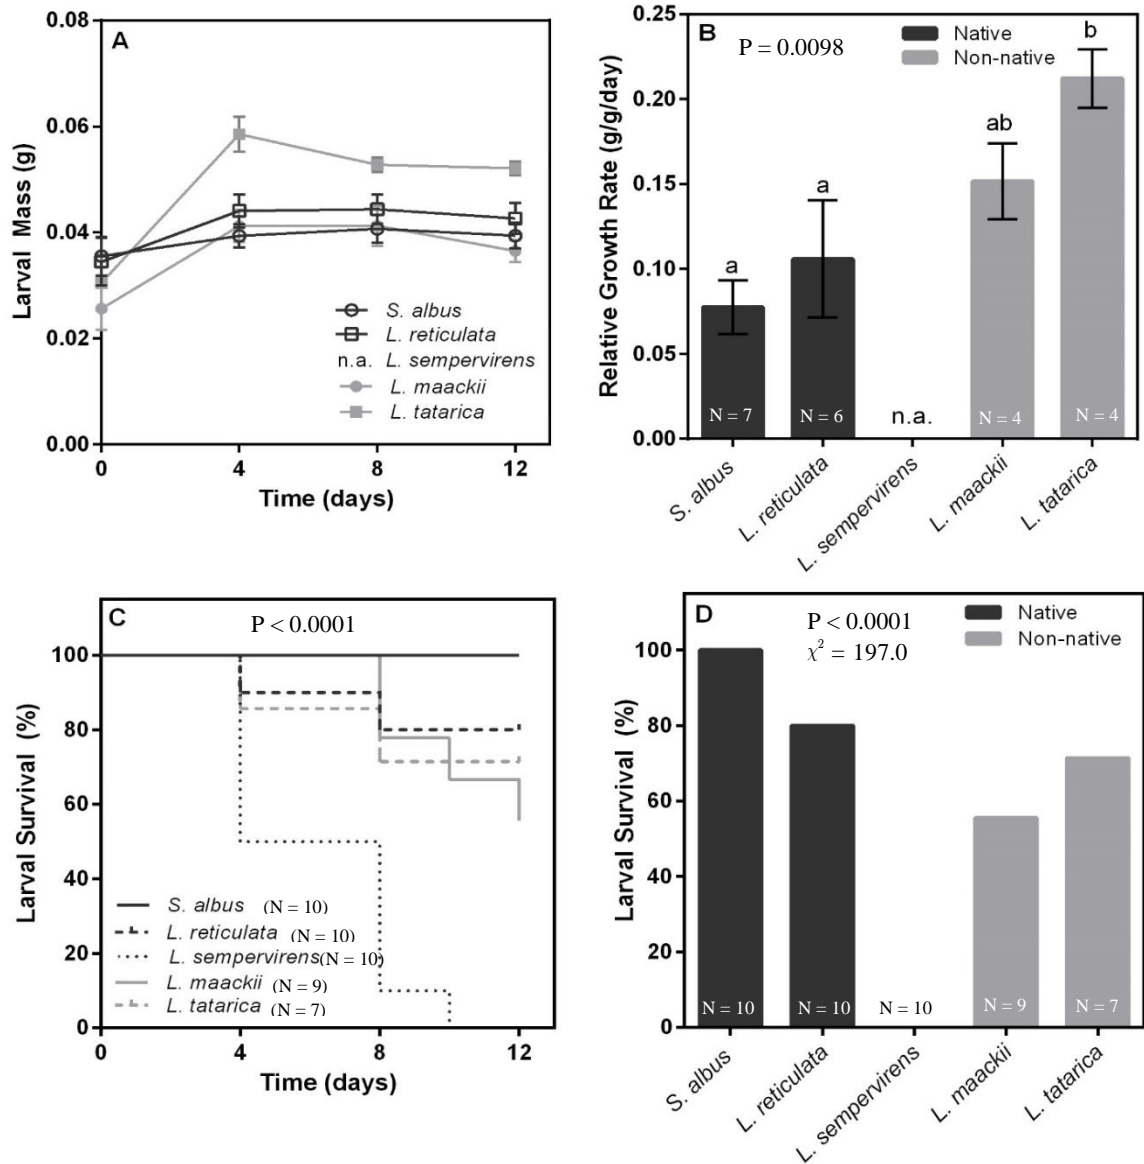 A
0.08
0.06
0.04
0.02
0.00
Larval Mass (g)
S. albus
L. reticulata
n.a. L. sempervirens
L. maackii
L. tatarica
0 4 8 12
Time (days)
B
P = 0.0098
Native
Non-native
0.25
0.20
0.15
0.10
0.05
0.00
Relative Growth Rate (g/g/day)
a a ab b
N = 7 N = 6 n.a. N = 4 N = 4
S. albus L. reticulata L. sempervirens L. maackii L. tatarica
C
P < 0.0001
100
80
60
40
20
0
Larval Survival (%)
S. albus (N = 10)
L. reticulata (N = 10)
L. sempervirens(N = 10)
L. maackii (N = 9)
L. tatarica (N = 7)
0 4 8 12
Time (days)
D
P < 0.0001
χ² = 197.0
Native
Non-native
100
80
60
40
20
0
Larval Survival (%)
N = 10 N = 10 N = 10 N = 9 N = 7
S. albus L. reticulata L. sempervirens L. maackii L. tatarica